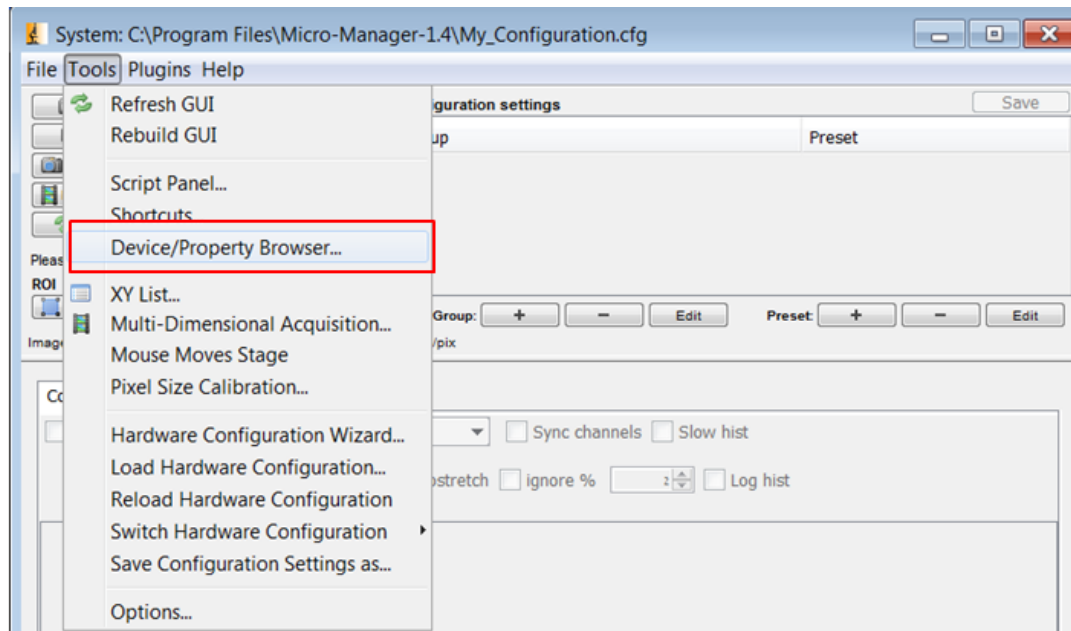 System: C:\Program Files\Micro-Manager-1.4\My_Configuration.cfg
File Tools Plugins Help
Refresh GUI
guration settings
Save
Rebuild GUI
up
Preset
Script Panel...
Shortcuts
Device/Property Browser...
Pleas
ROI
XY List...
Multi-Dimensional Acquisition...
Group: + - Edit Preset: + - Edit
Image
/pix
Mouse Moves Stage
Pixel Size Calibration...
Co
Hardware Configuration Wizard...
Sync channels Slow hist
Load Hardware Configuration...
ostretch ignore % 2 Log hist
Reload Hardware Configuration
Switch Hardware Configuration
Save Configuration Settings as...
Options...